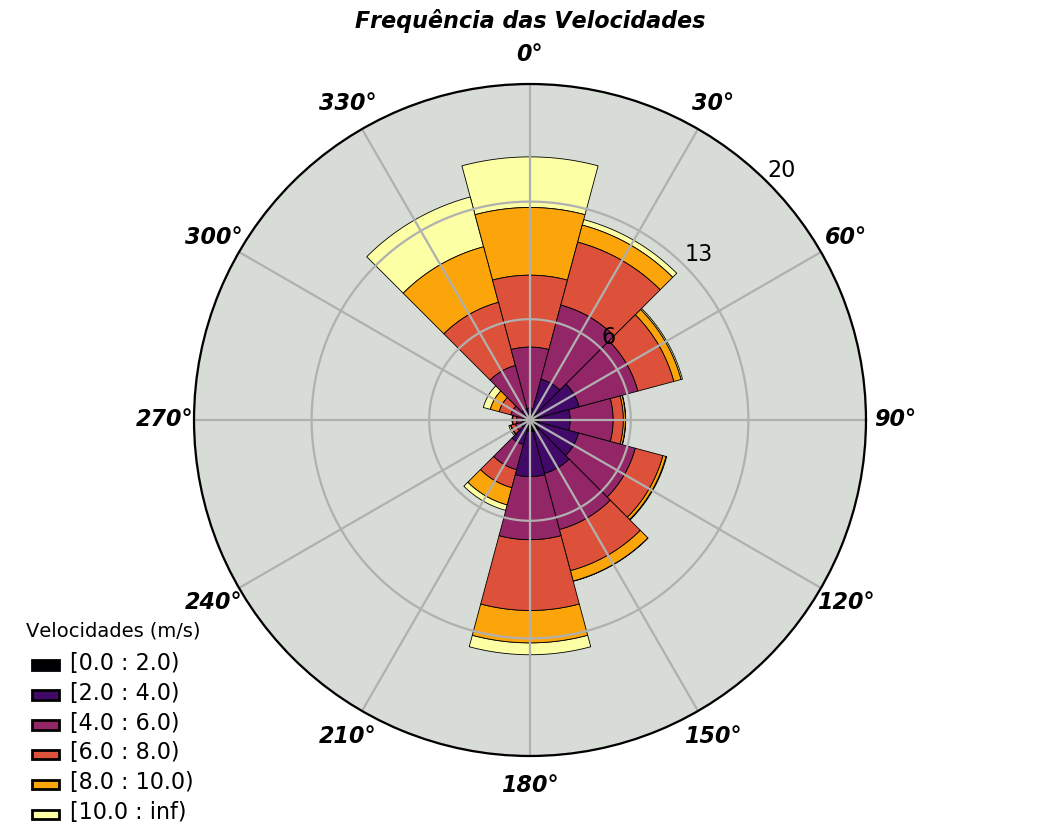 Frequência das Velocidades
0°
330°
30°
20
300°
60°
13
6
270°
90°
240°
120°
210°
150°
180°
Velocidades (m/s)
[0.0 : 2.0)
[2.0 : 4.0)
[4.0 : 6.0)
[6.0 : 8.0)
[8.0 : 10.0)
[10.0 : inf)